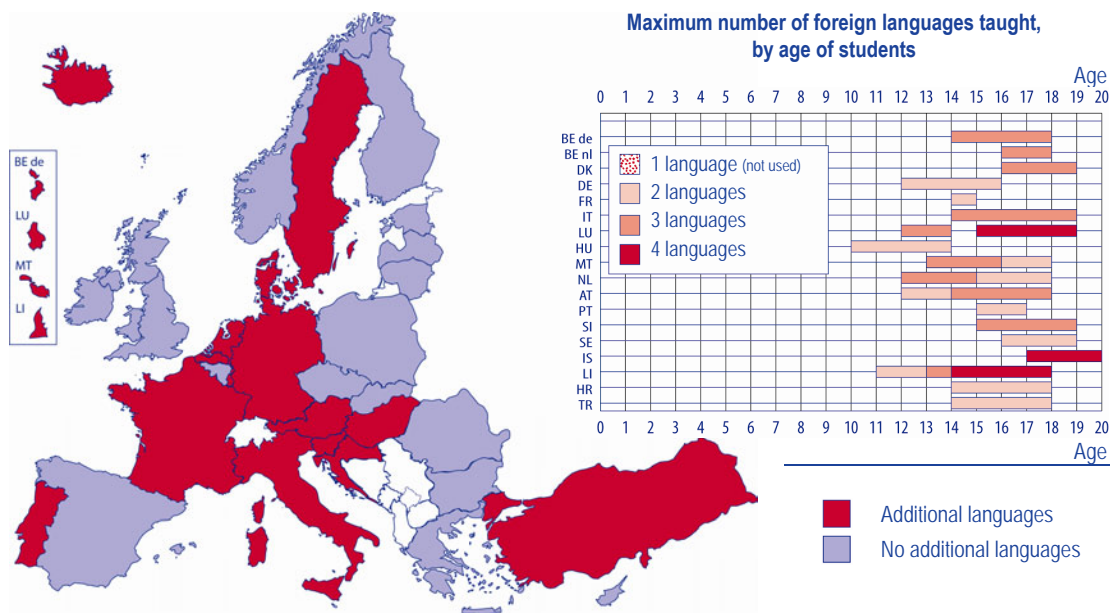 Maximum number of foreign languages taught,
by age of students
Age
0 1 2 3 4 5 6 7 8 9 10 11 12 13 14 15 16 17 18 19 20
BE de
BE nl
DK
DE
FR
IT
LU
HU
MT
NL
AT
PT
SI
SE
IS
LI
HR
TR
1 language (not used)
2 languages
3 languages
4 languages
0 1 2 3 4 5 6 7 8 9 10 11 12 13 14 15 16 17 18 19 20
Age
BE de
LU
MT
LI
Additional languages
No additional languages